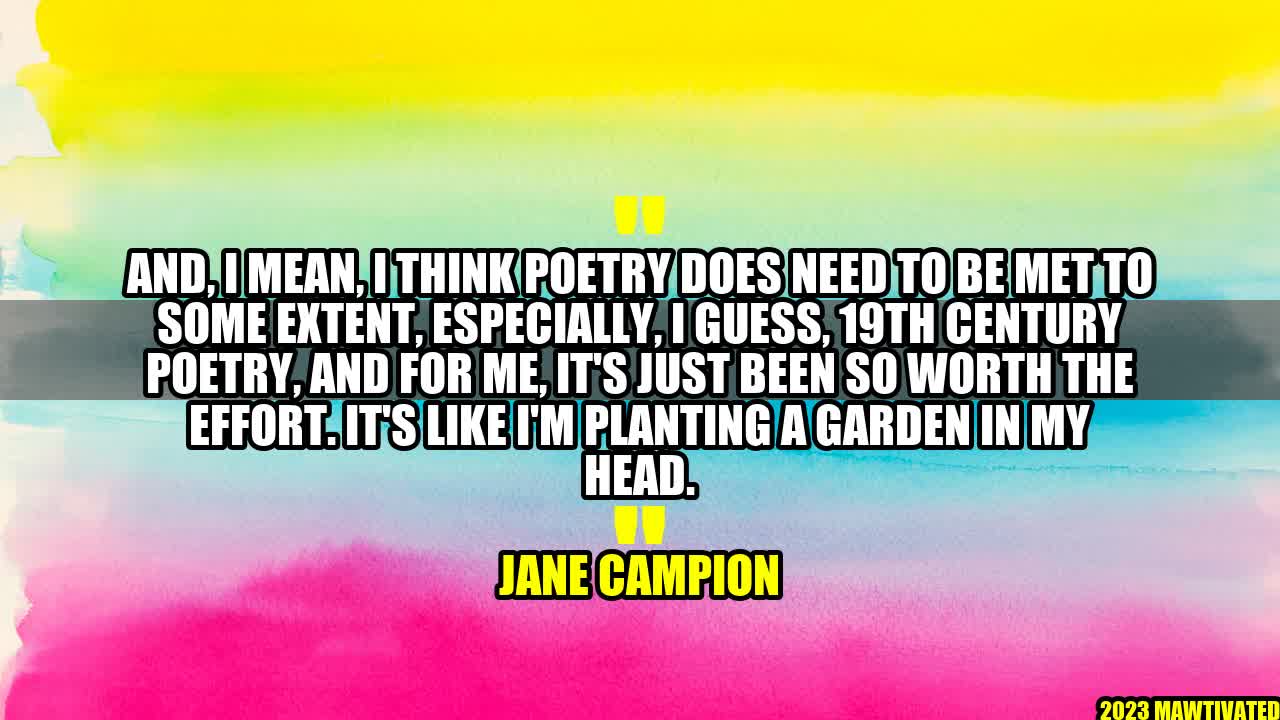 "
AND, I MEAN, I THINK POETRY DOES NEED TO BE MET TO
SOME EXTENT, ESPECIALLY, I GUESS, 19TH CENTURY
POETRY, AND FOR ME, IT'S JUST BEEN SO WORTH THE
EFFORT. IT'S LIKE I'M PLANTING A GARDEN IN MY
HEAD.
"
JANE CAMPION
2023 MAWTIVATED